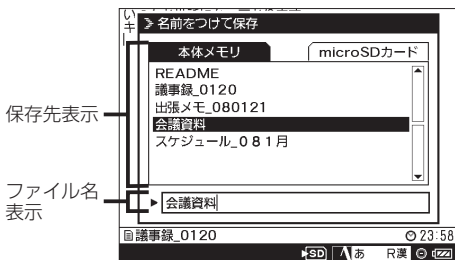 名前をつけて保存
本体メモリ
microSDカード
README
議事録_0120
出張メモ_080121
会議資料
スケジュール_０８１月
保存先表示
ファイル名
表示
会議資料
議事録_0120
23:58
SD
あ
R漢